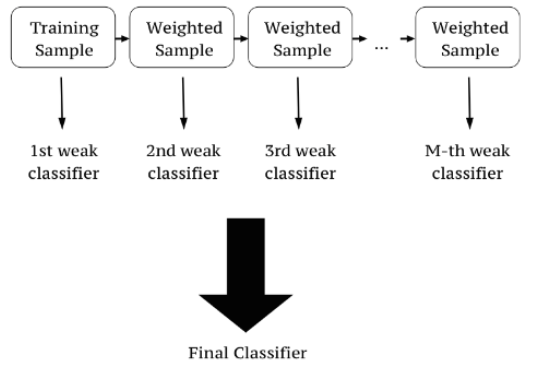 Training
Sample
Weighted
Sample
Weighted
Sample
...
Weighted
Sample
1st weak
classifier
2nd weak
classifier
3rd weak
classifier
M-th weak
classifier
Final Classifier